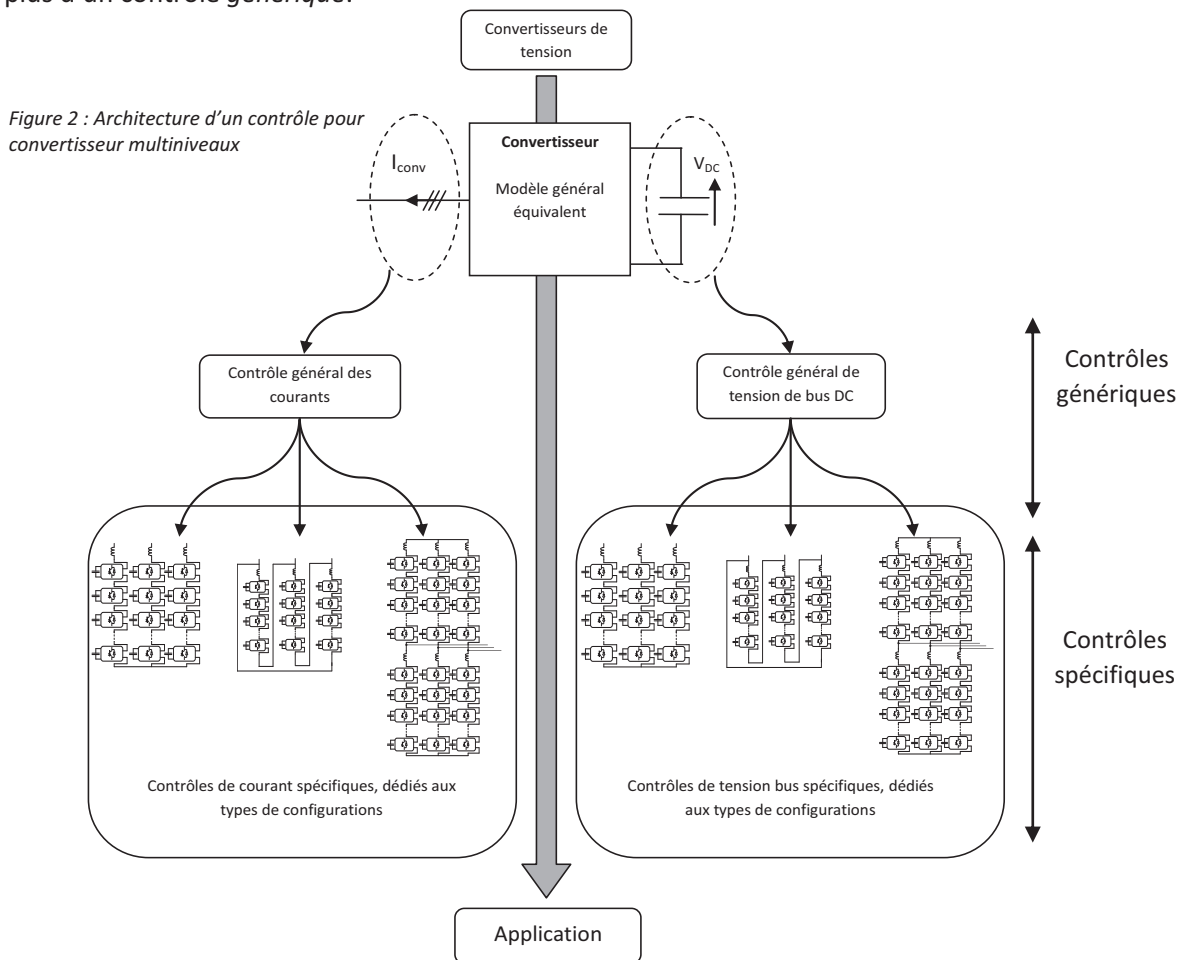 plus d'un contrôle générique.
Convertisseurs de
tension
Figure 2 : Architecture d'un contrôle pour
convertisseur multiniveaux
Convertisseur
Modèle général
équivalent
Iconv
VDC
Contrôle général des
courants
Contrôle général de
tension de bus DC
Contrôles
génériques
Contrôles
spécifiques
Contrôles de courant spécifiques, dédiés aux
types de configurations
Contrôles de tension bus spécifiques, dédiés
aux types de configurations
Application